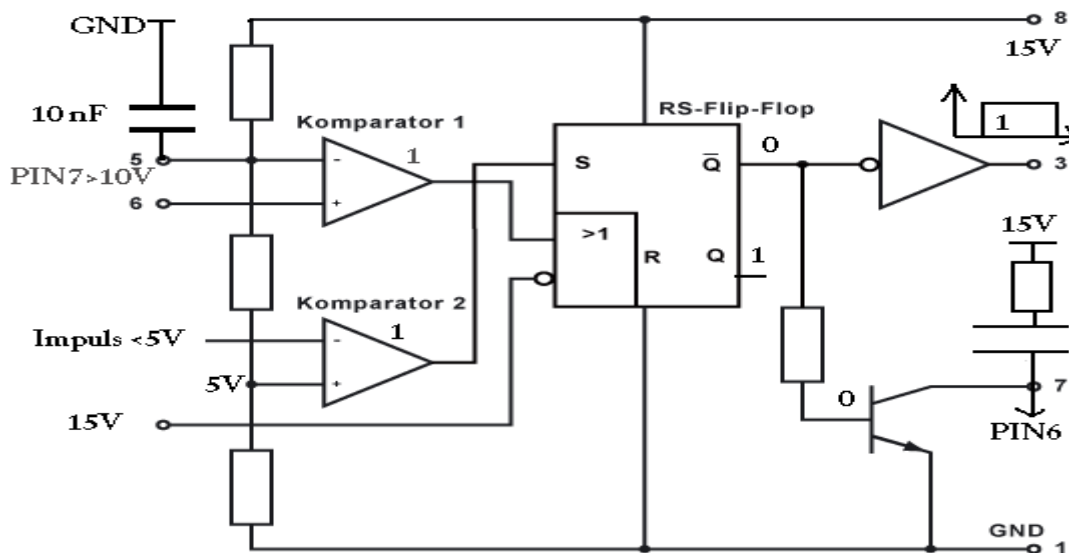 GND
8
15V
10 nF
Komparator 1
RS-Flip-Flop
1
5
-
1
S
Q̅
0
3
PIN7>10V
6
+
>1
R
Q
1
15V
Komparator 2
Impuls <5V
-
1
5V
+
0
7
15V
PIN6
GND
1